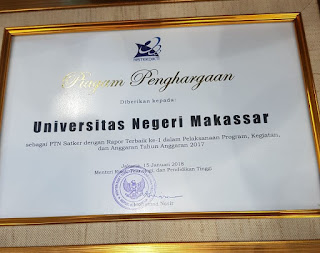 Piagam Penghargaan
Diberikan kepada:
Universitas Negeri Makassar
sebagai PTN Satker dengan Rapor Terbaik ke-1 dalam Pelaksanaan Program, Kegiatan,
dan Anggaran Tahun Anggaran 2017
Jakarta, 15 Januari 2018
Menteri Riset, Teknologi, dan Pendidikan Tinggi